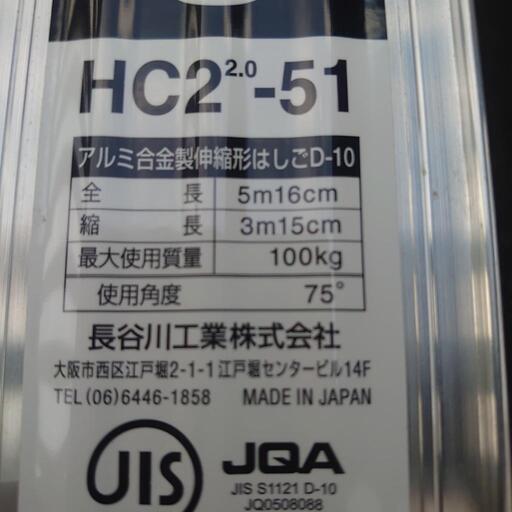 HC2 2.0-51
アルミ合金製伸縮形はしごD-10
全長 5m16cm
縮長 3m15cm
最大使用質量 100kg
使用角度 75°
長谷川工業株式会社
大阪市西区江戸堀2-1-1江戸堀センタービル14F
TEL (06)6446-1858 MADE IN JAPAN
JIS JQA
JIS S1121 D-10
JQ0508088